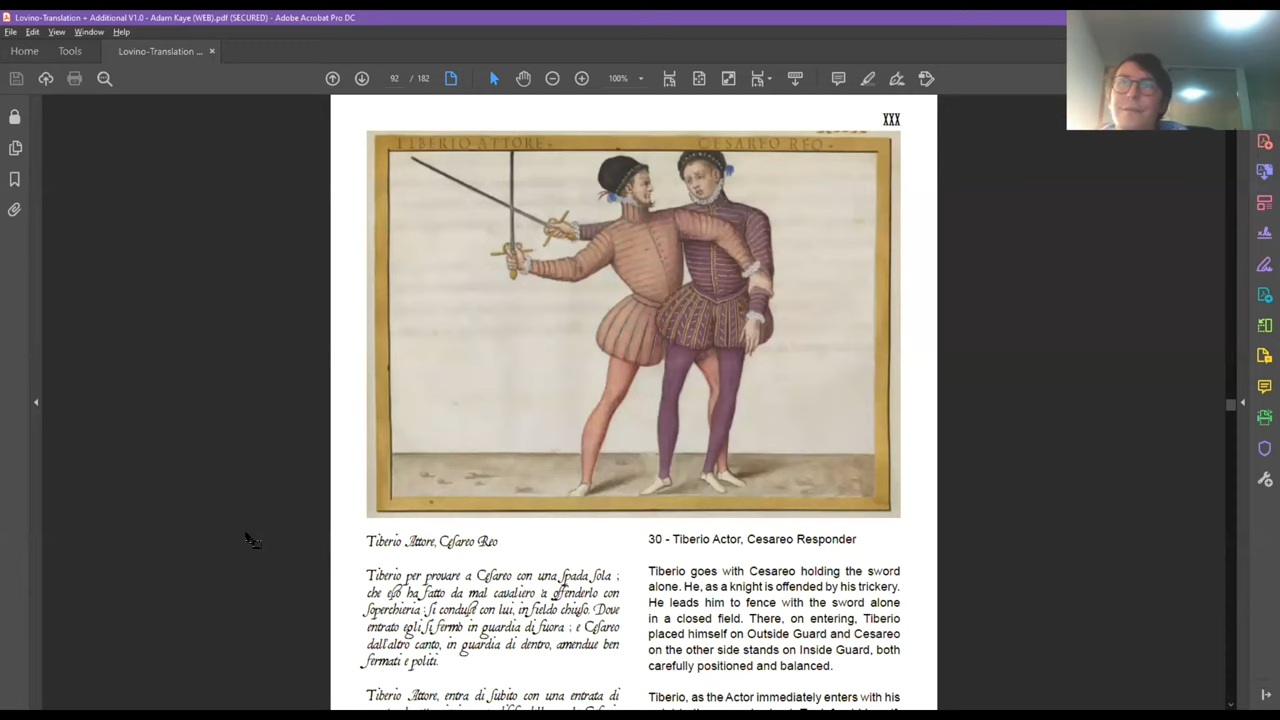 Lovino-Translation + Additional V1.0 - Adam Kaye (WEB).pdf (SECURED) - Adobe Acrobat Pro DC
File Edit View Window Help
Home Tools Lovino-Translation ... ×
92 / 182 100%
XXX
TIBERIO ATTORE · CESAREO REO ·
Tiberio Attore, Cesareo Reo
Tiberio per provare a Cesareo con una spada sola ;
che esso ha fatto da mal cavaliero a offenderlo con
soperchieria ; si conduse con lui, in fieldo chiuso. Dove
entrato egli si fermo in guardia di fuora ; e Cesareo
dall'altro canto, in guardia di dentro, amendue ben
fermati e politi.
Tiberio Attore, entra di subito con una entrata di
30 - Tiberio Actor, Cesareo Responder
Tiberio goes with Cesareo holding the sword
alone. He, as a knight is offended by his trickery.
He leads him to fence with the sword alone
in a closed field. There, on entering, Tiberio
placed himself on Outside Guard and Cesareo
on the other side stands on Inside Guard, both
carefully positioned and balanced.
Tiberio, as the Actor immediately enters with his